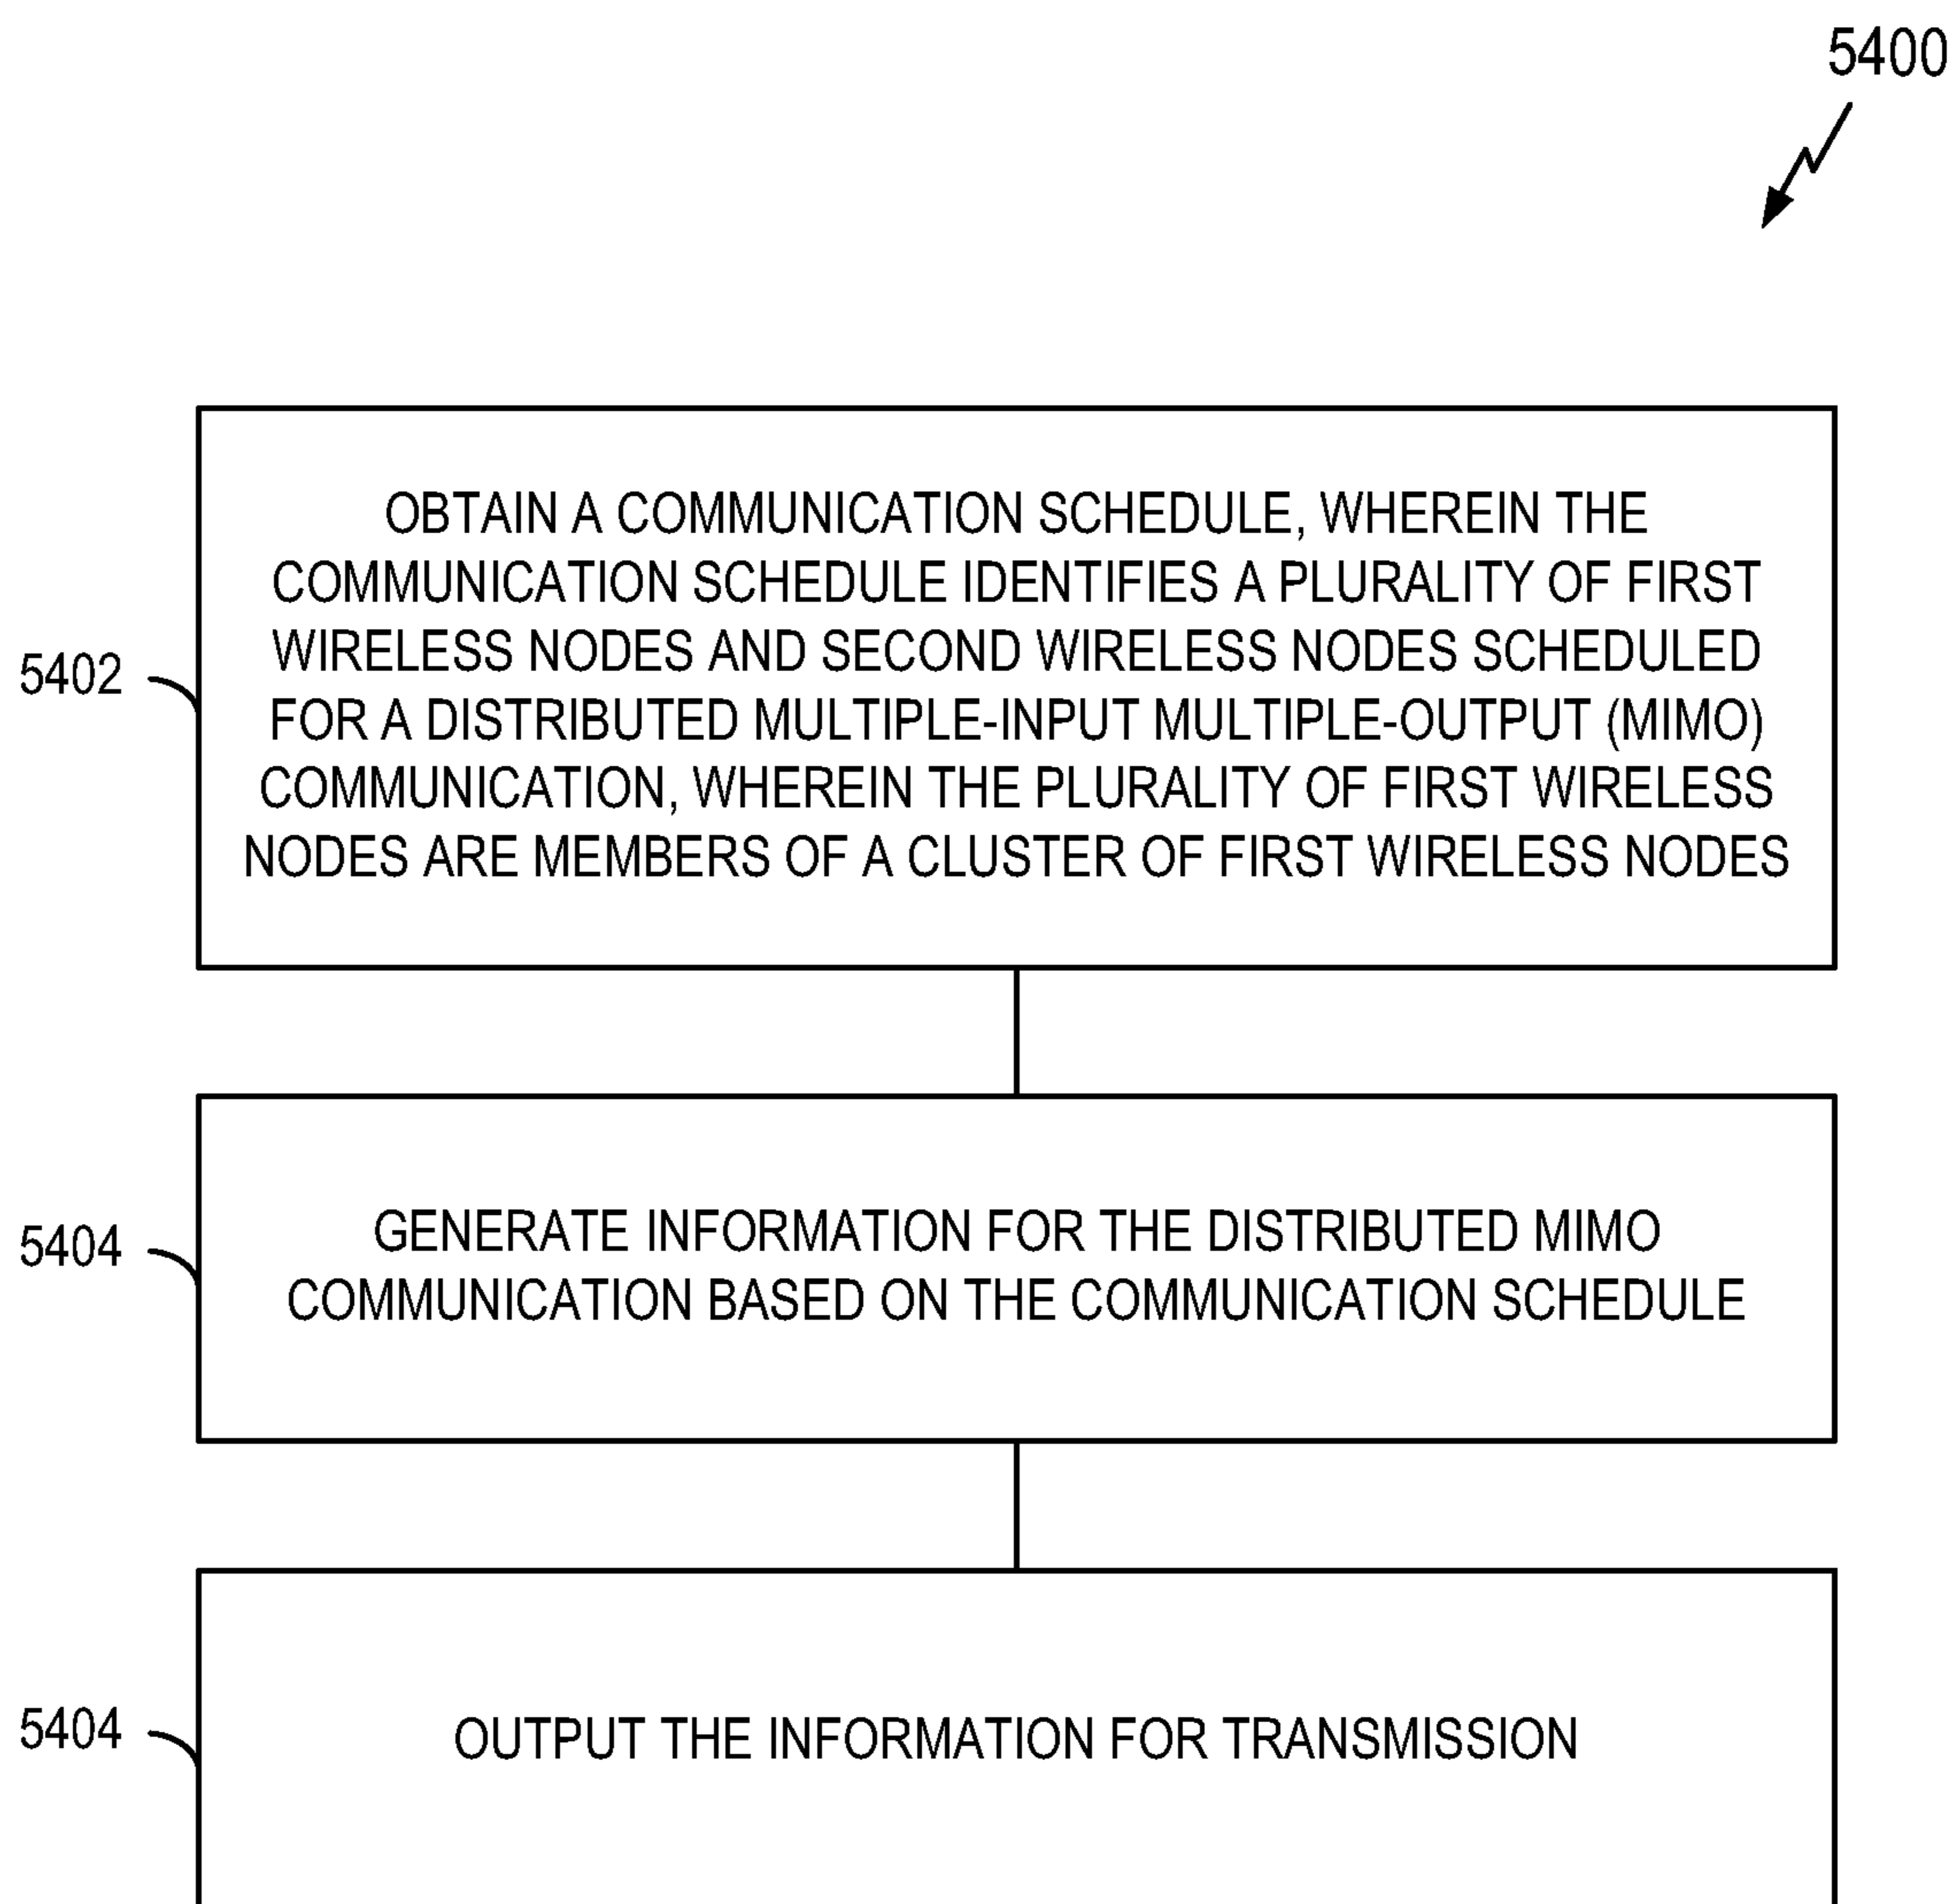 5400
OBTAIN A COMMUNICATION SCHEDULE, WHEREIN THE
COMMUNICATION SCHEDULE IDENTIFIES A PLURALITY OF FIRST
WIRELESS NODES AND SECOND WIRELESS NODES SCHEDULED
FOR A DISTRIBUTED MULTIPLE-INPUT MULTIPLE-OUTPUT (MIMO)
COMMUNICATION, WHEREIN THE PLURALITY OF FIRST WIRELESS
NODES ARE MEMBERS OF A CLUSTER OF FIRST WIRELESS NODES
5402
GENERATE INFORMATION FOR THE DISTRIBUTED MIMO
COMMUNICATION BASED ON THE COMMUNICATION SCHEDULE
5404
OUTPUT THE INFORMATION FOR TRANSMISSION
5404